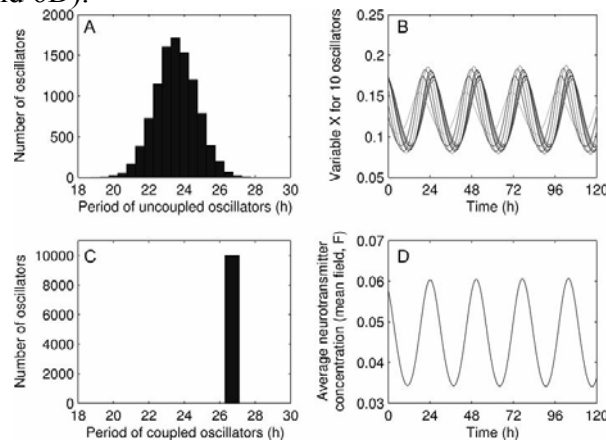 6D).
A
Number of oscillators
2000
1500
1000
500
0
18 20 22 24 26 28 30
Period of uncoupled oscillators (h)
B
Variable X for 10 oscillators
0.25
0.2
0.15
0.1
0.05
0 24 48 72 96 120
Time (h)
C
Number of oscillators
10000
8000
6000
4000
2000
0
18 20 22 24 26 28 30
Period of coupled oscillators (h)
D
Average neurotransmitter
concentration (mean field, F)
0.07
0.06
0.05
0.04
0.03
0 24 48 72 96 120
Time (h)